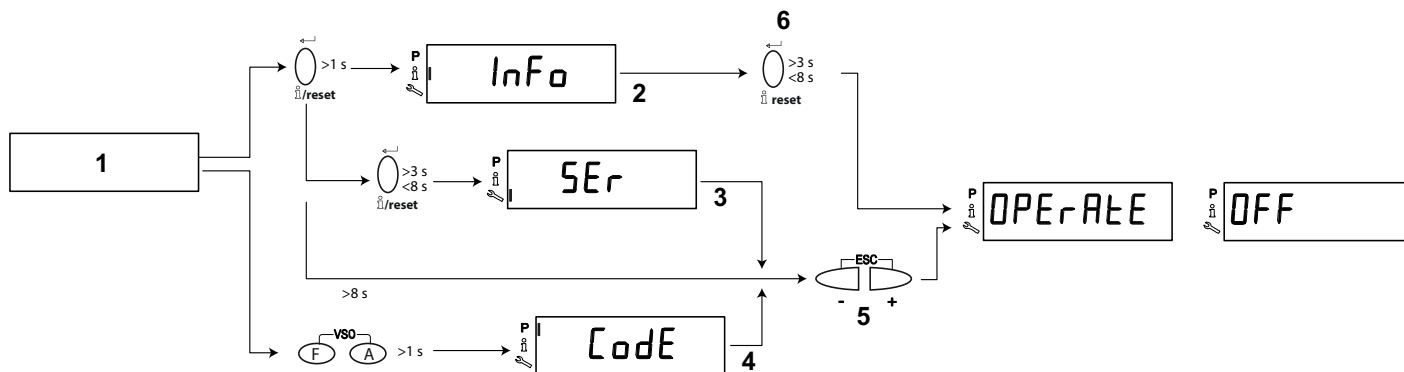 1
>1 s
i/reset
P
i
InFo
2
6
>3 s
<8 s
i reset
>3 s
<8 s
i/reset
P
i
SEr
3
>8 s
VSO
F A
>1 s
P
i
CodE
4
ESC
- +
5
P
i
OPErAtE
P
i
OFF